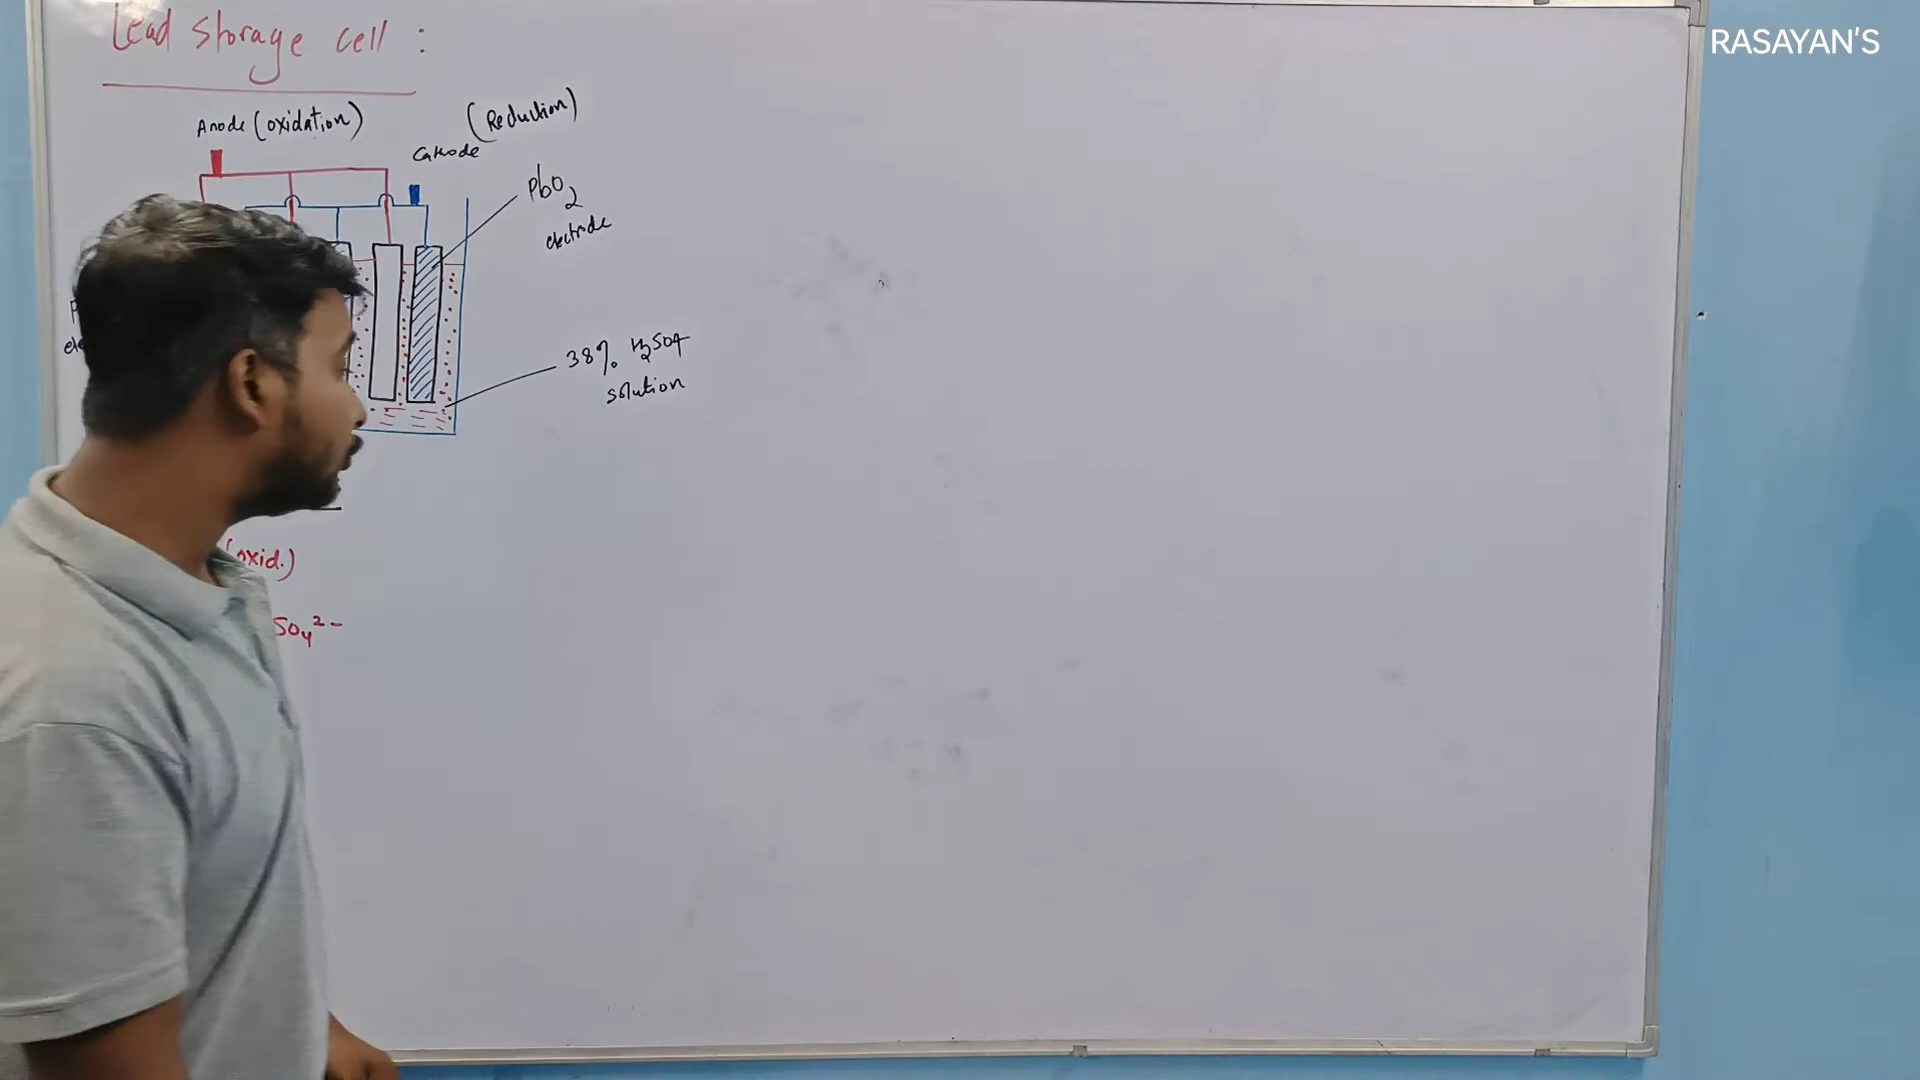 Lead storage cell :
RASAYAN'S
Anode (oxidation)
(Reduction)
Cathode
PbO2
electrode
38% H2SO4
solution
(oxid.)
SO4 2-